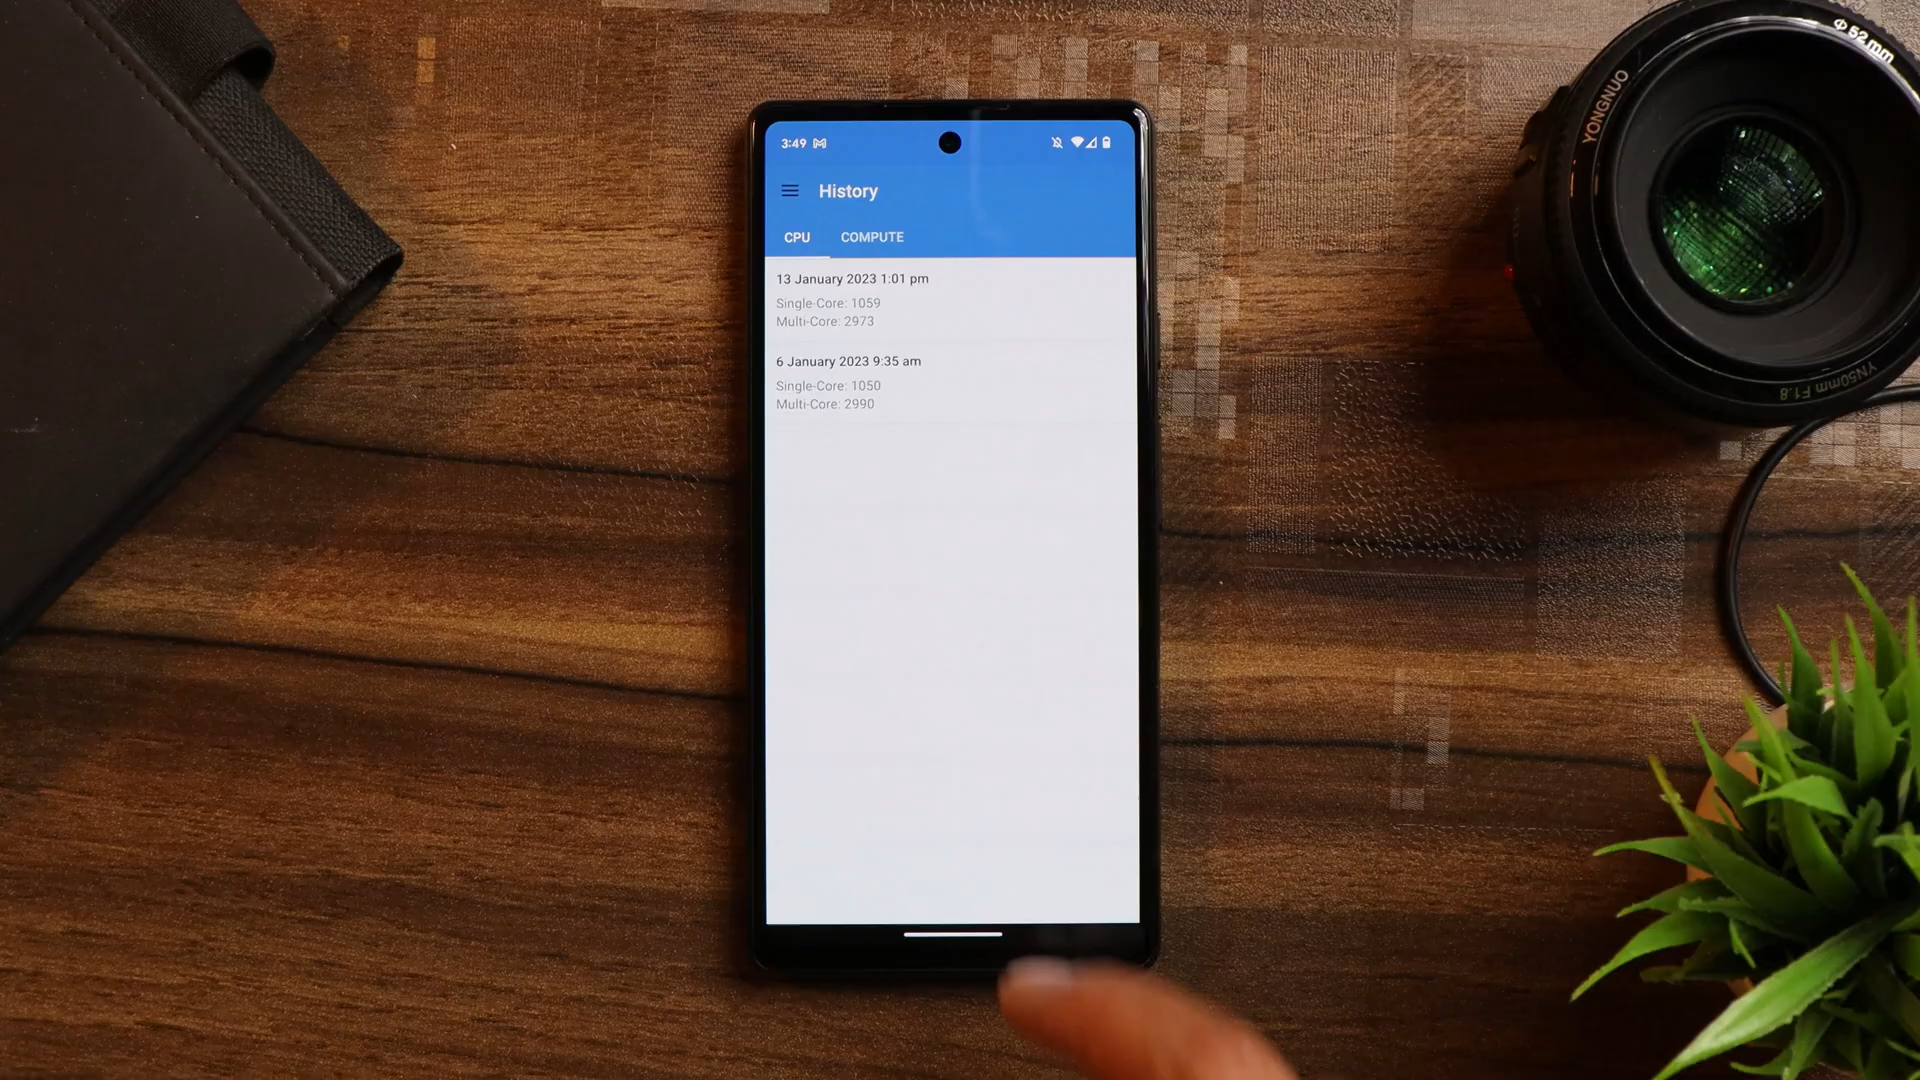 3:49
History
CPU COMPUTE
13 January 2023 1:01 pm
Single-Core: 1059
Multi-Core: 2973
6 January 2023 9:35 am
Single-Core: 1050
Multi-Core: 2990
YONGNUO
Φ 52 mm
YN50mm F1.8